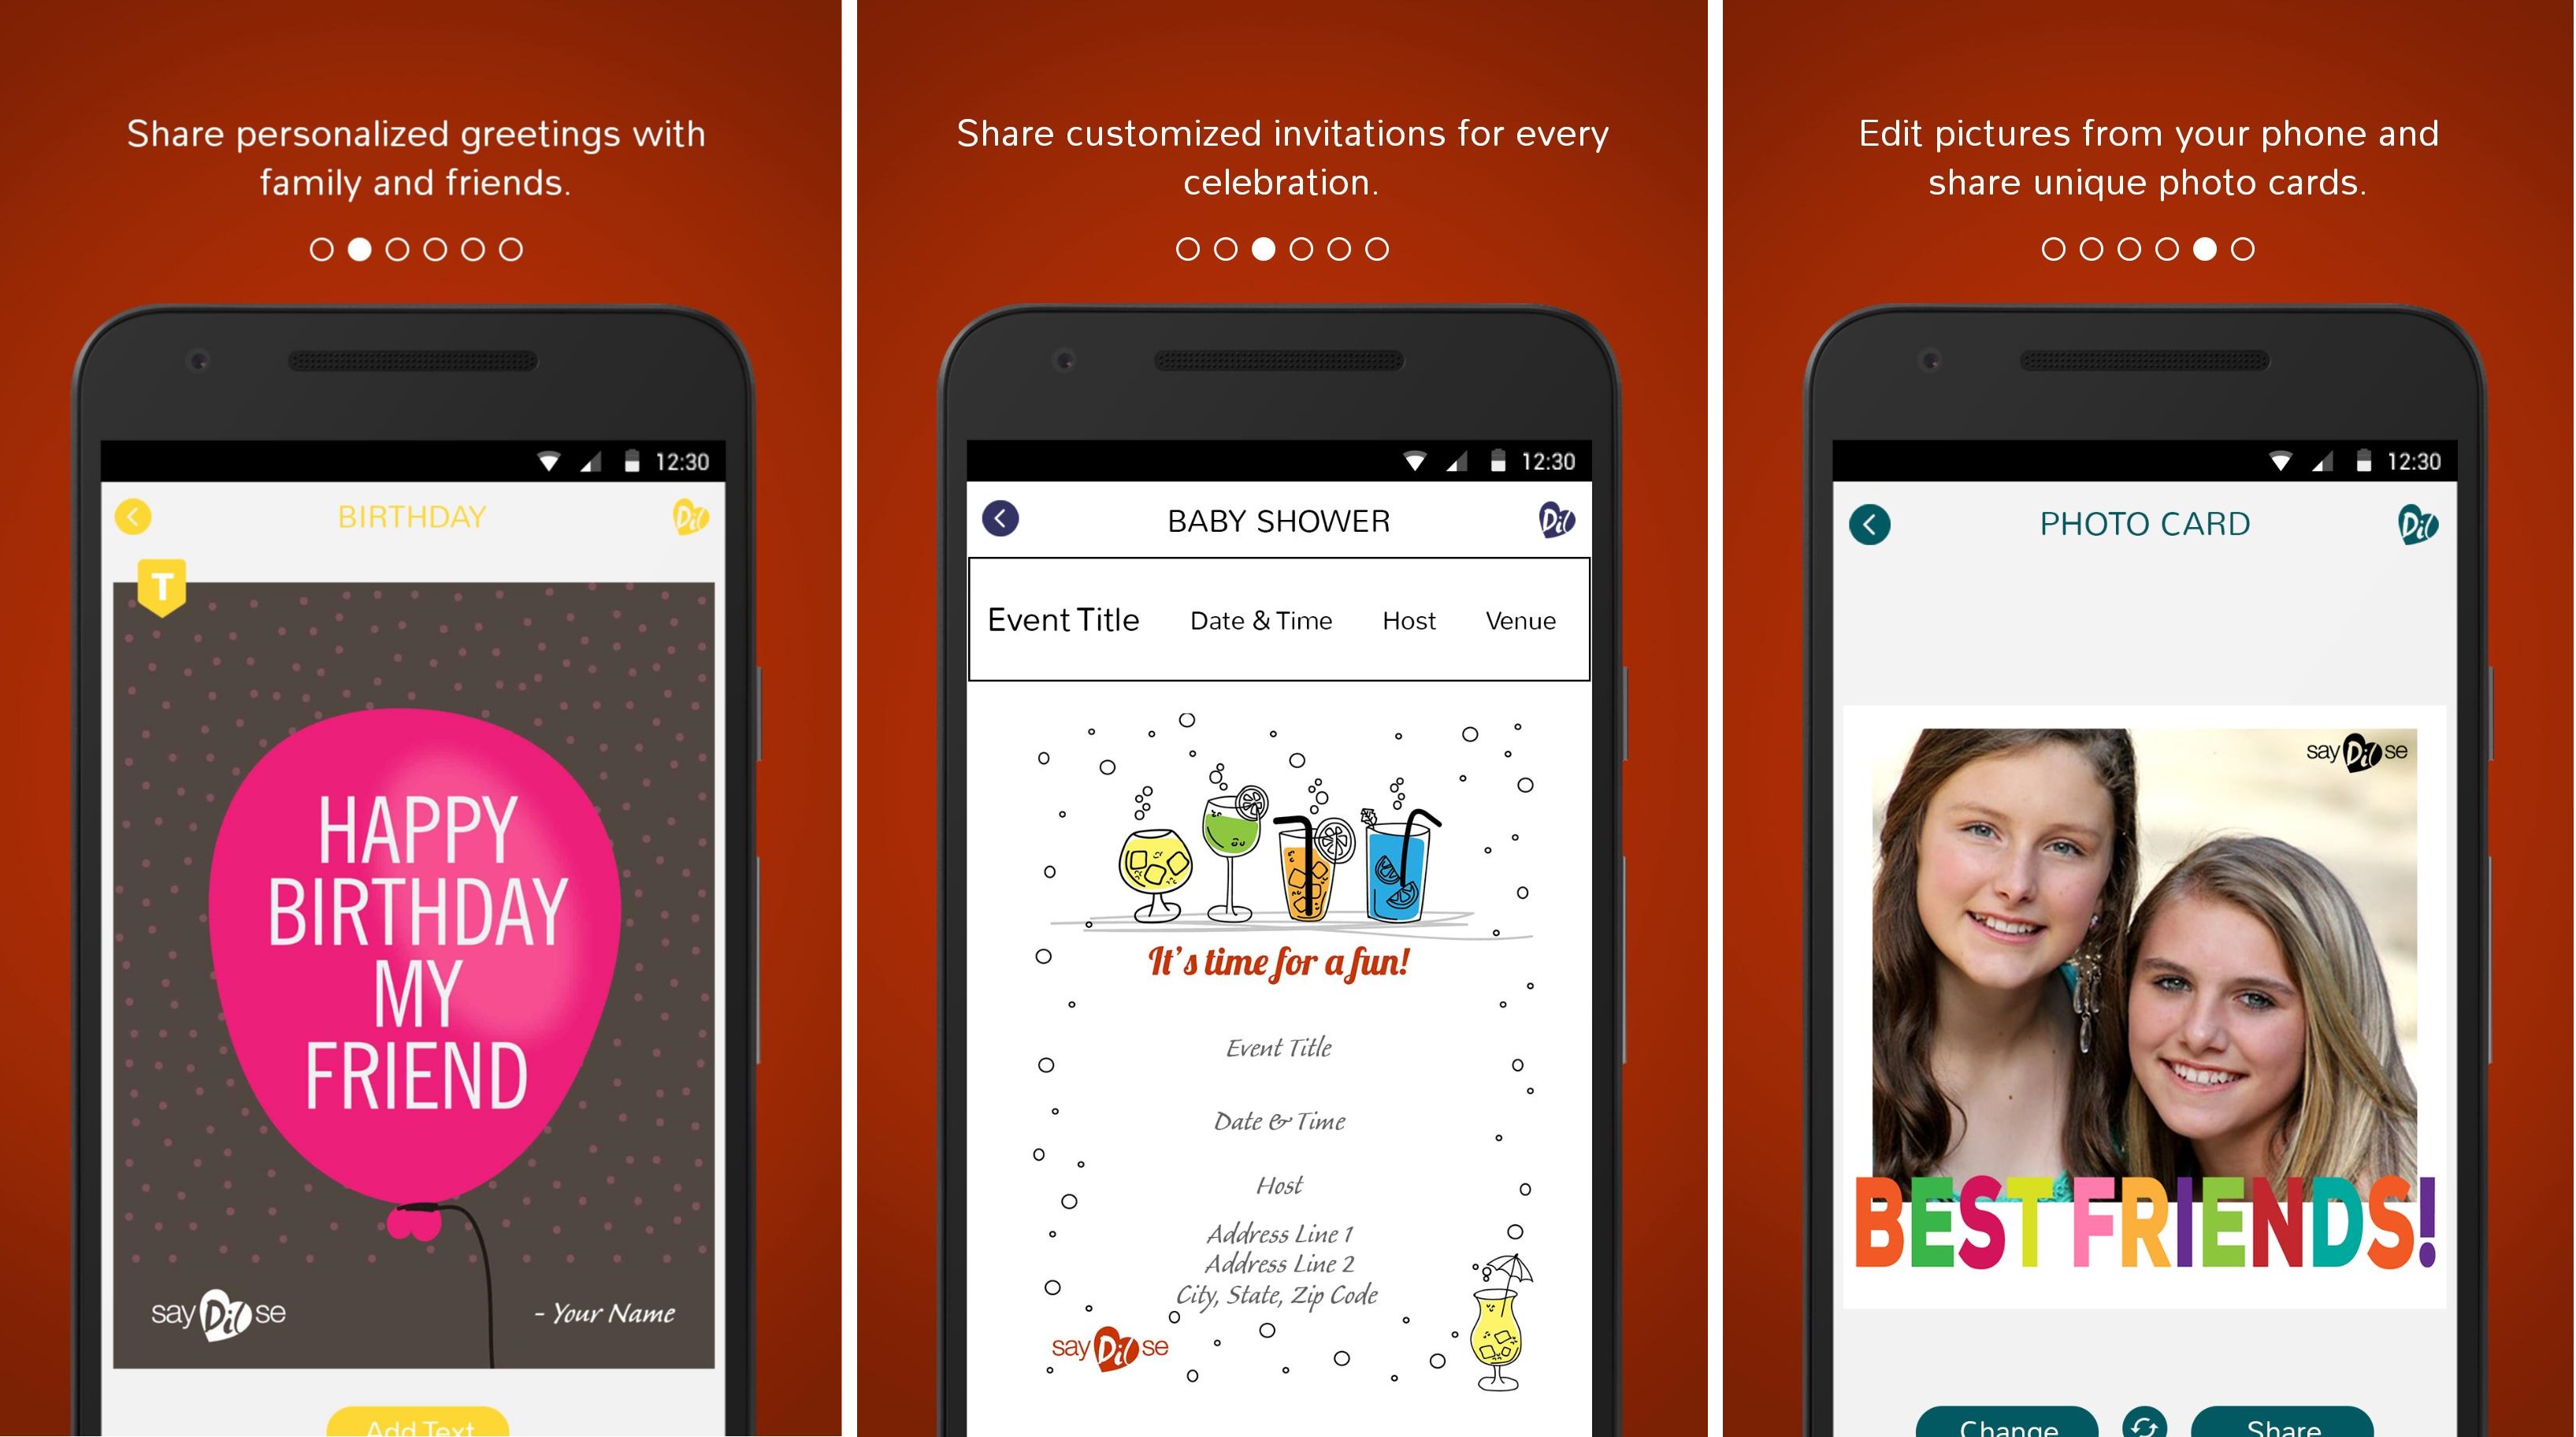 Share personalized greetings with
family and friends.
12:30
BIRTHDAY
Dil
T
HAPPY
BIRTHDAY
MY
FRIEND
say Dil se
- Your Name
Add Text
Share customized invitations for every
celebration.
12:30
BABY SHOWER
Dil
Event Title Date & Time Host Venue
It's time for a fun!
Event Title
Date & Time
Host
Address Line 1
Address Line 2
City, State, Zip Code
say Dil se
Edit pictures from your phone and
share unique photo cards.
12:30
PHOTO CARD
Dil
say Dil se
BEST FRIENDS!
Change
Share